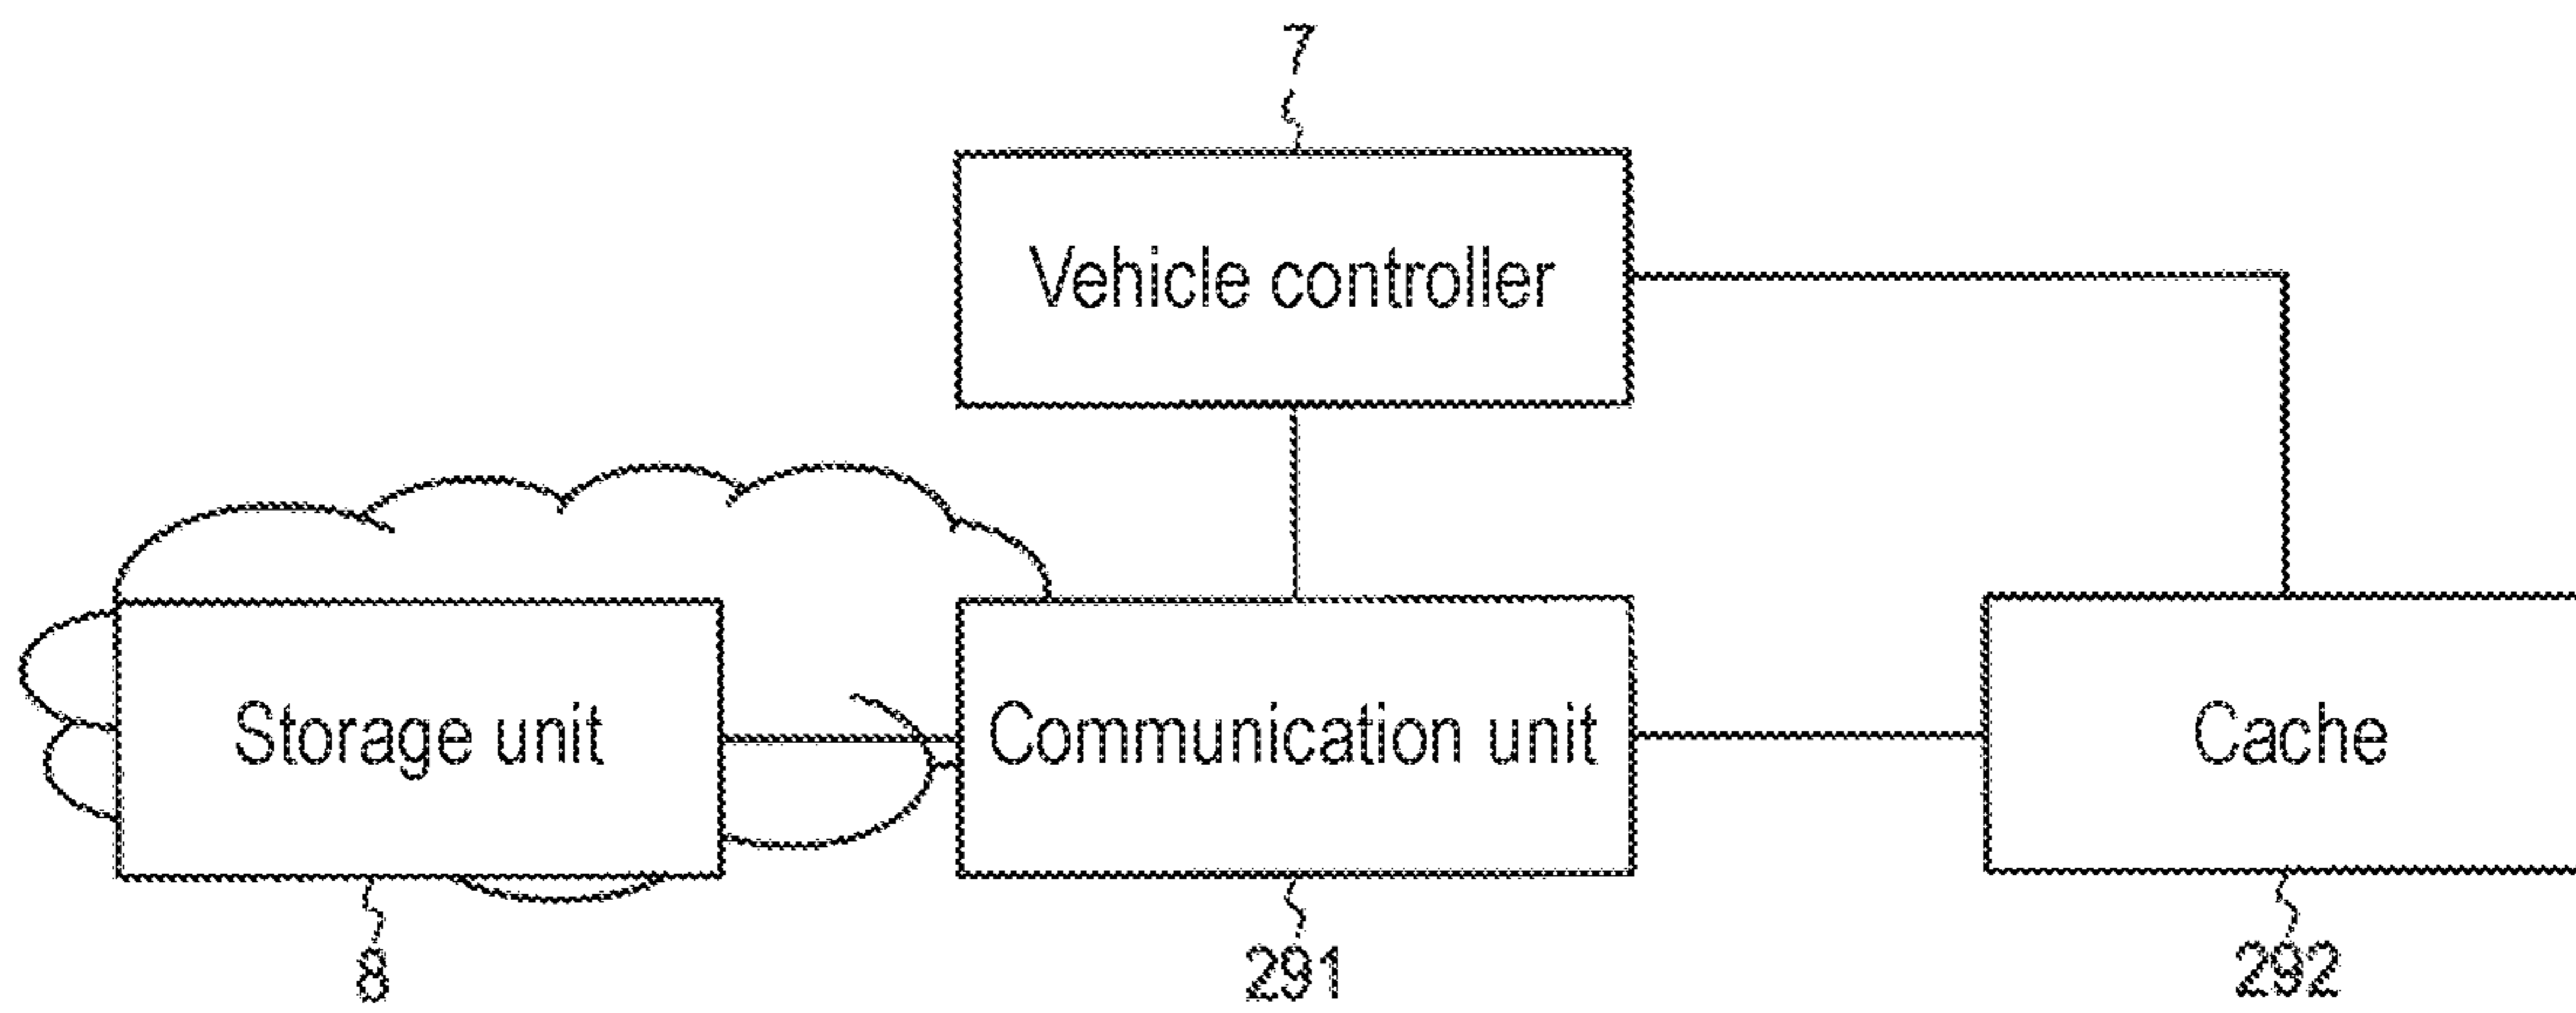 7
Vehicle controller
Storage unit
Communication unit
Cache
8
291
292